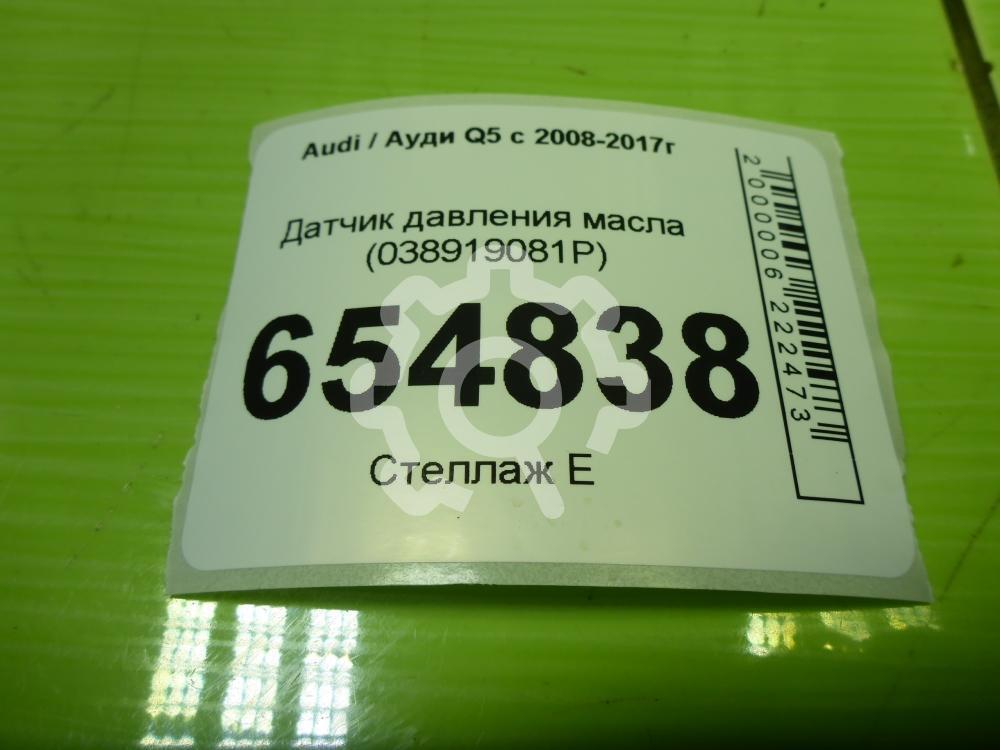 Audi / Ауди Q5 с 2008-2017г
Датчик давления масла
(038919081P)
654838
Стеллаж Е
2000006222473